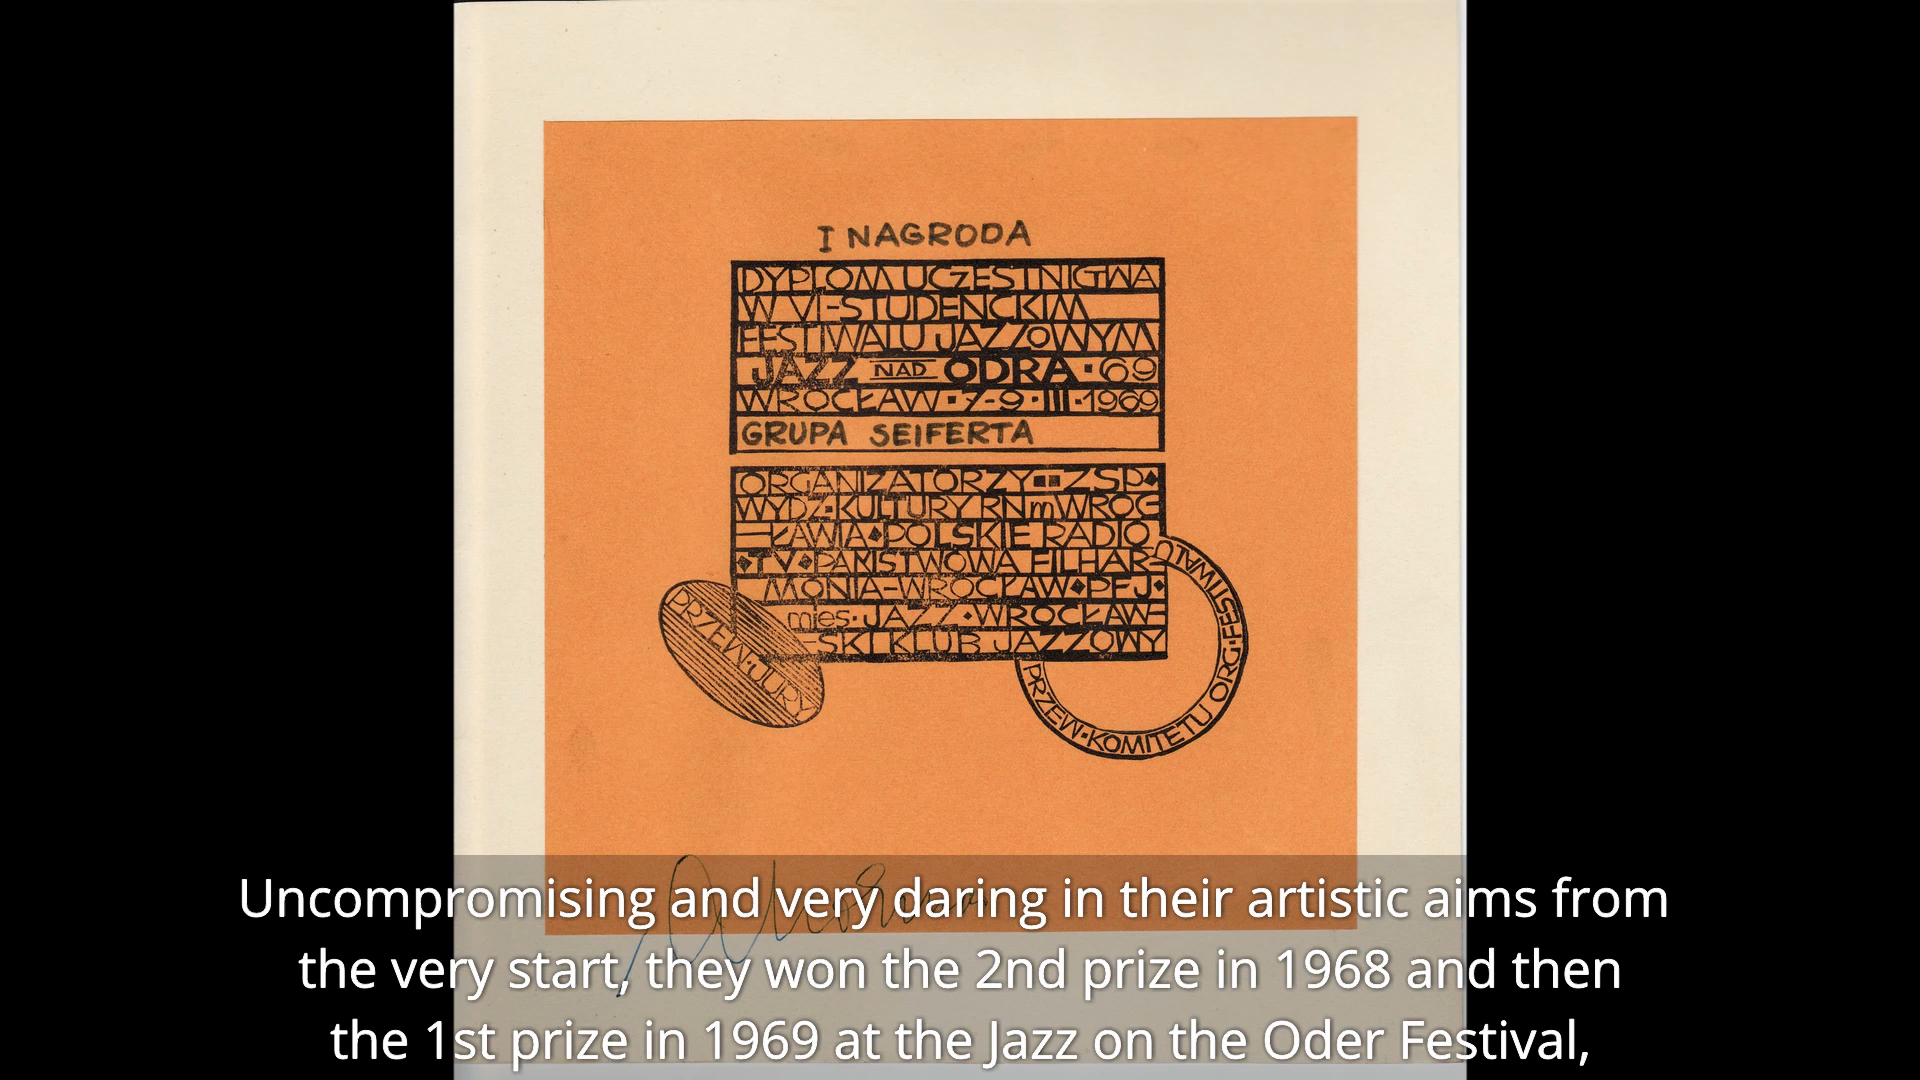 I NAGRODA
DYPLOM UCZESTNICTWA
W VI-STUDENCKIM
FESTIWALU JAZZOWYM
JAZZ NAD ODRA·69
WROCŁAW·7-9·III·1969
GRUPA SEIFERTA
ORGANIZATORZY ZSP
WYDZ·KULTURY RNmWROC
=ŁAWIA POLSKIE RADIO
TV PAŃSTWOWA FILHAR=
MONIA-WROCŁAW PFJ
mies·JAZZ·WROCŁAW=
-SKI KLUB JAZZOWY
PRZEW·JURY
PRZEW·KOMITETU ORG·FESTIWALU
Uncompromising and very daring in their artistic aims from
the very start, they won the 2nd prize in 1968 and then
the 1st prize in 1969 at the Jazz on the Oder Festival,